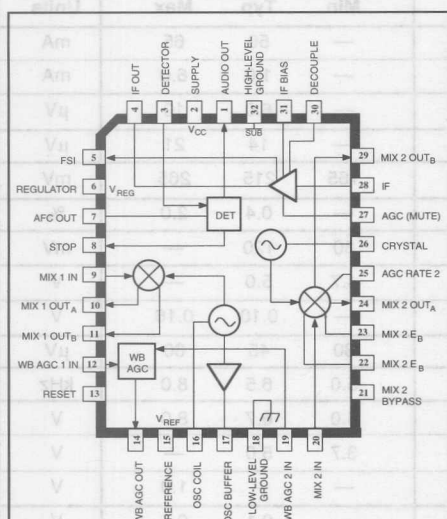 IF OUT
DETECTOR
SUPPLY
AUDIO OUT
HIGH-LEVEL
GROUND
IF BIAS
DECOUPLE
4
3
2
1
32
31
30
VCC
SUB
FSI
5
REGULATOR
6
VREG
AFC OUT
7
STOP
8
MIX 1 IN
9
MIX 1 OUTA
10
MIX 1 OUTB
11
WB AGC 1 IN
12
RESET
13
DET
WB
AGC
29
MIX 2 OUTB
28
IF
27
AGC (MUTE)
26
CRYSTAL
25
AGC RATE 2
24
MIX 2 OUTA
23
MIX 2 EB
22
MIX 2 EB
21
MIX 2
BYPASS
VREF
14
15
16
17
18
19
20
WB AGC OUT
REFERENCE
OSC COIL
OSC BUFFER
LOW-LEVEL
GROUND
WB AGC 2 IN
MIX 2 IN